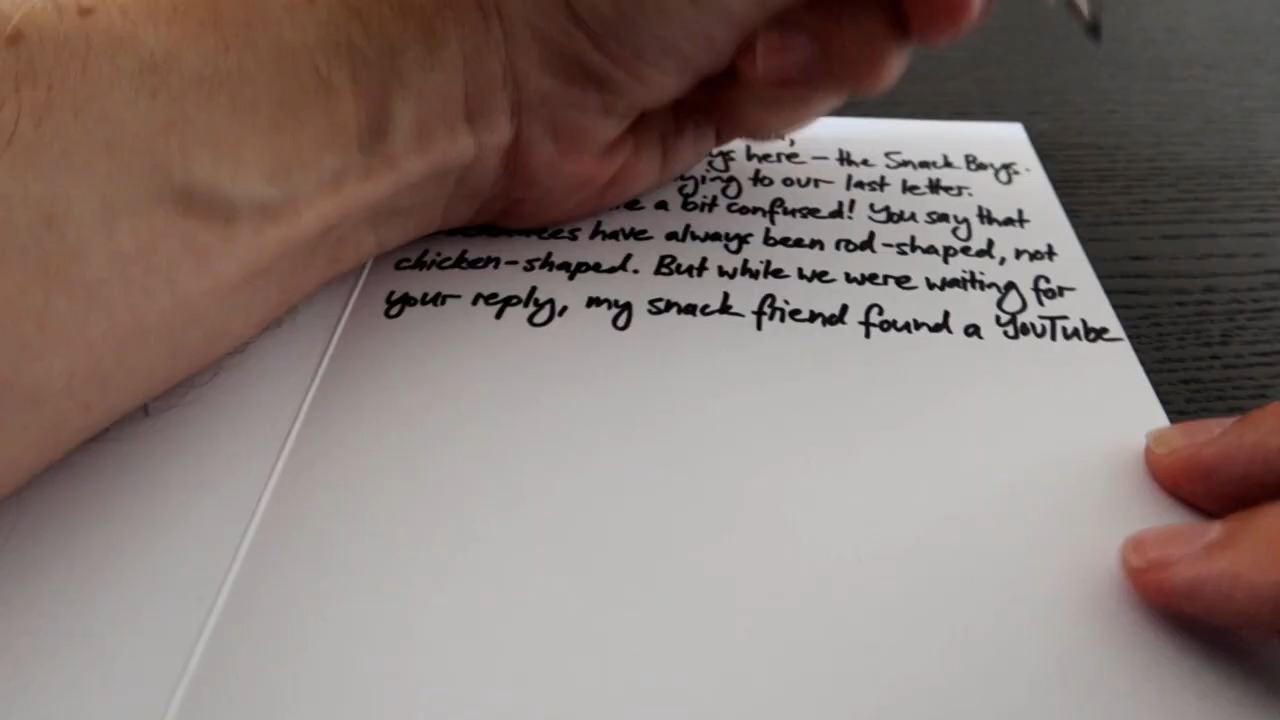 here – the Snack Boys.
to our last letter.
a bit confused! You say that
have always been rod-shaped, not
chicken-shaped. But while we were waiting for
your reply, my snack friend found a YouTube